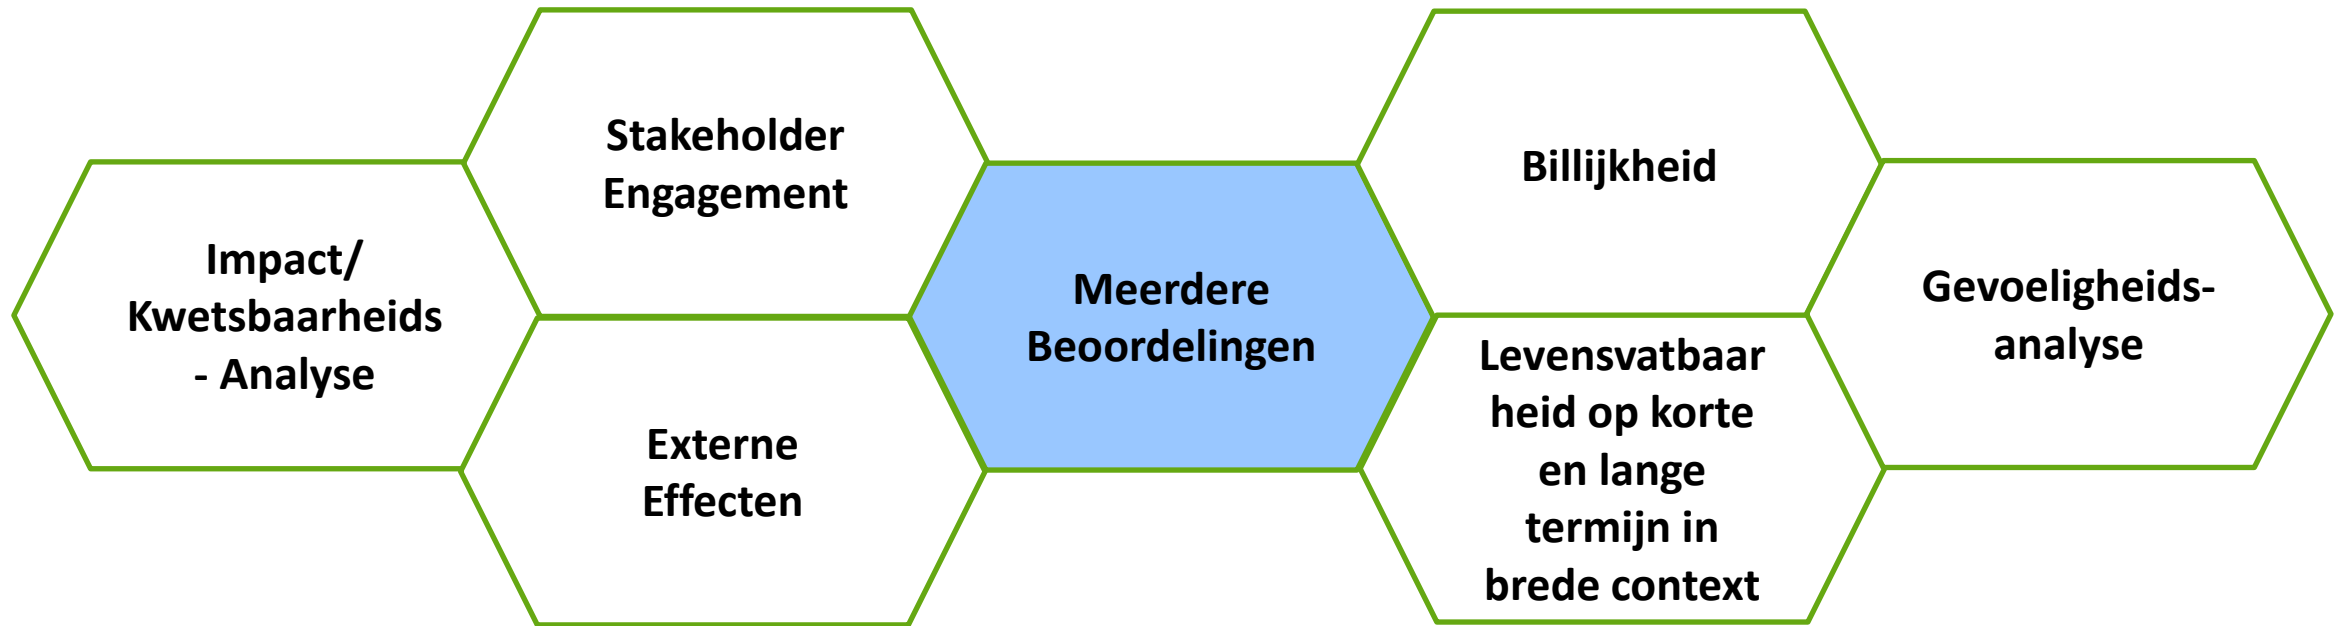 Impact/
Kwetsbaarheids
- Analyse
Stakeholder
Engagement
Externe
Effecten
Meerdere
Beoordelingen
Billijkheid
Levensvatbaar
heid op korte
en lange
termijn in
brede context
Gevoeligheids-
analyse